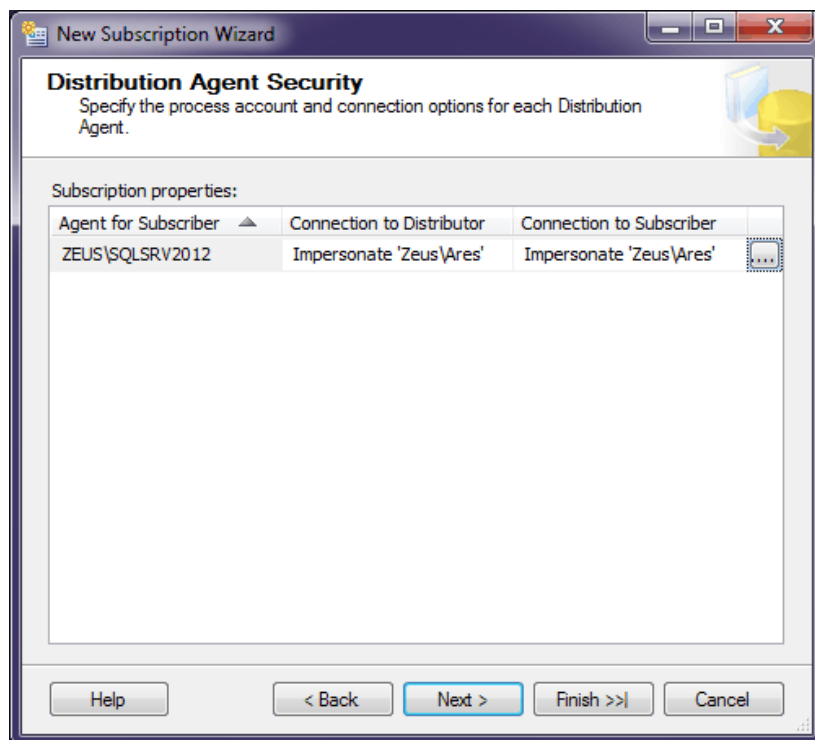 New Subscription Wizard
Distribution Agent Security
Specify the process account and connection options for each Distribution
Agent.
Subscription properties:
Agent for Subscriber Connection to Distributor Connection to Subscriber
ZEUS\SQLSRV2012 Impersonate 'Zeus\Ares' Impersonate 'Zeus\Ares' ....
Help < Back Next > Finish >>| Cancel